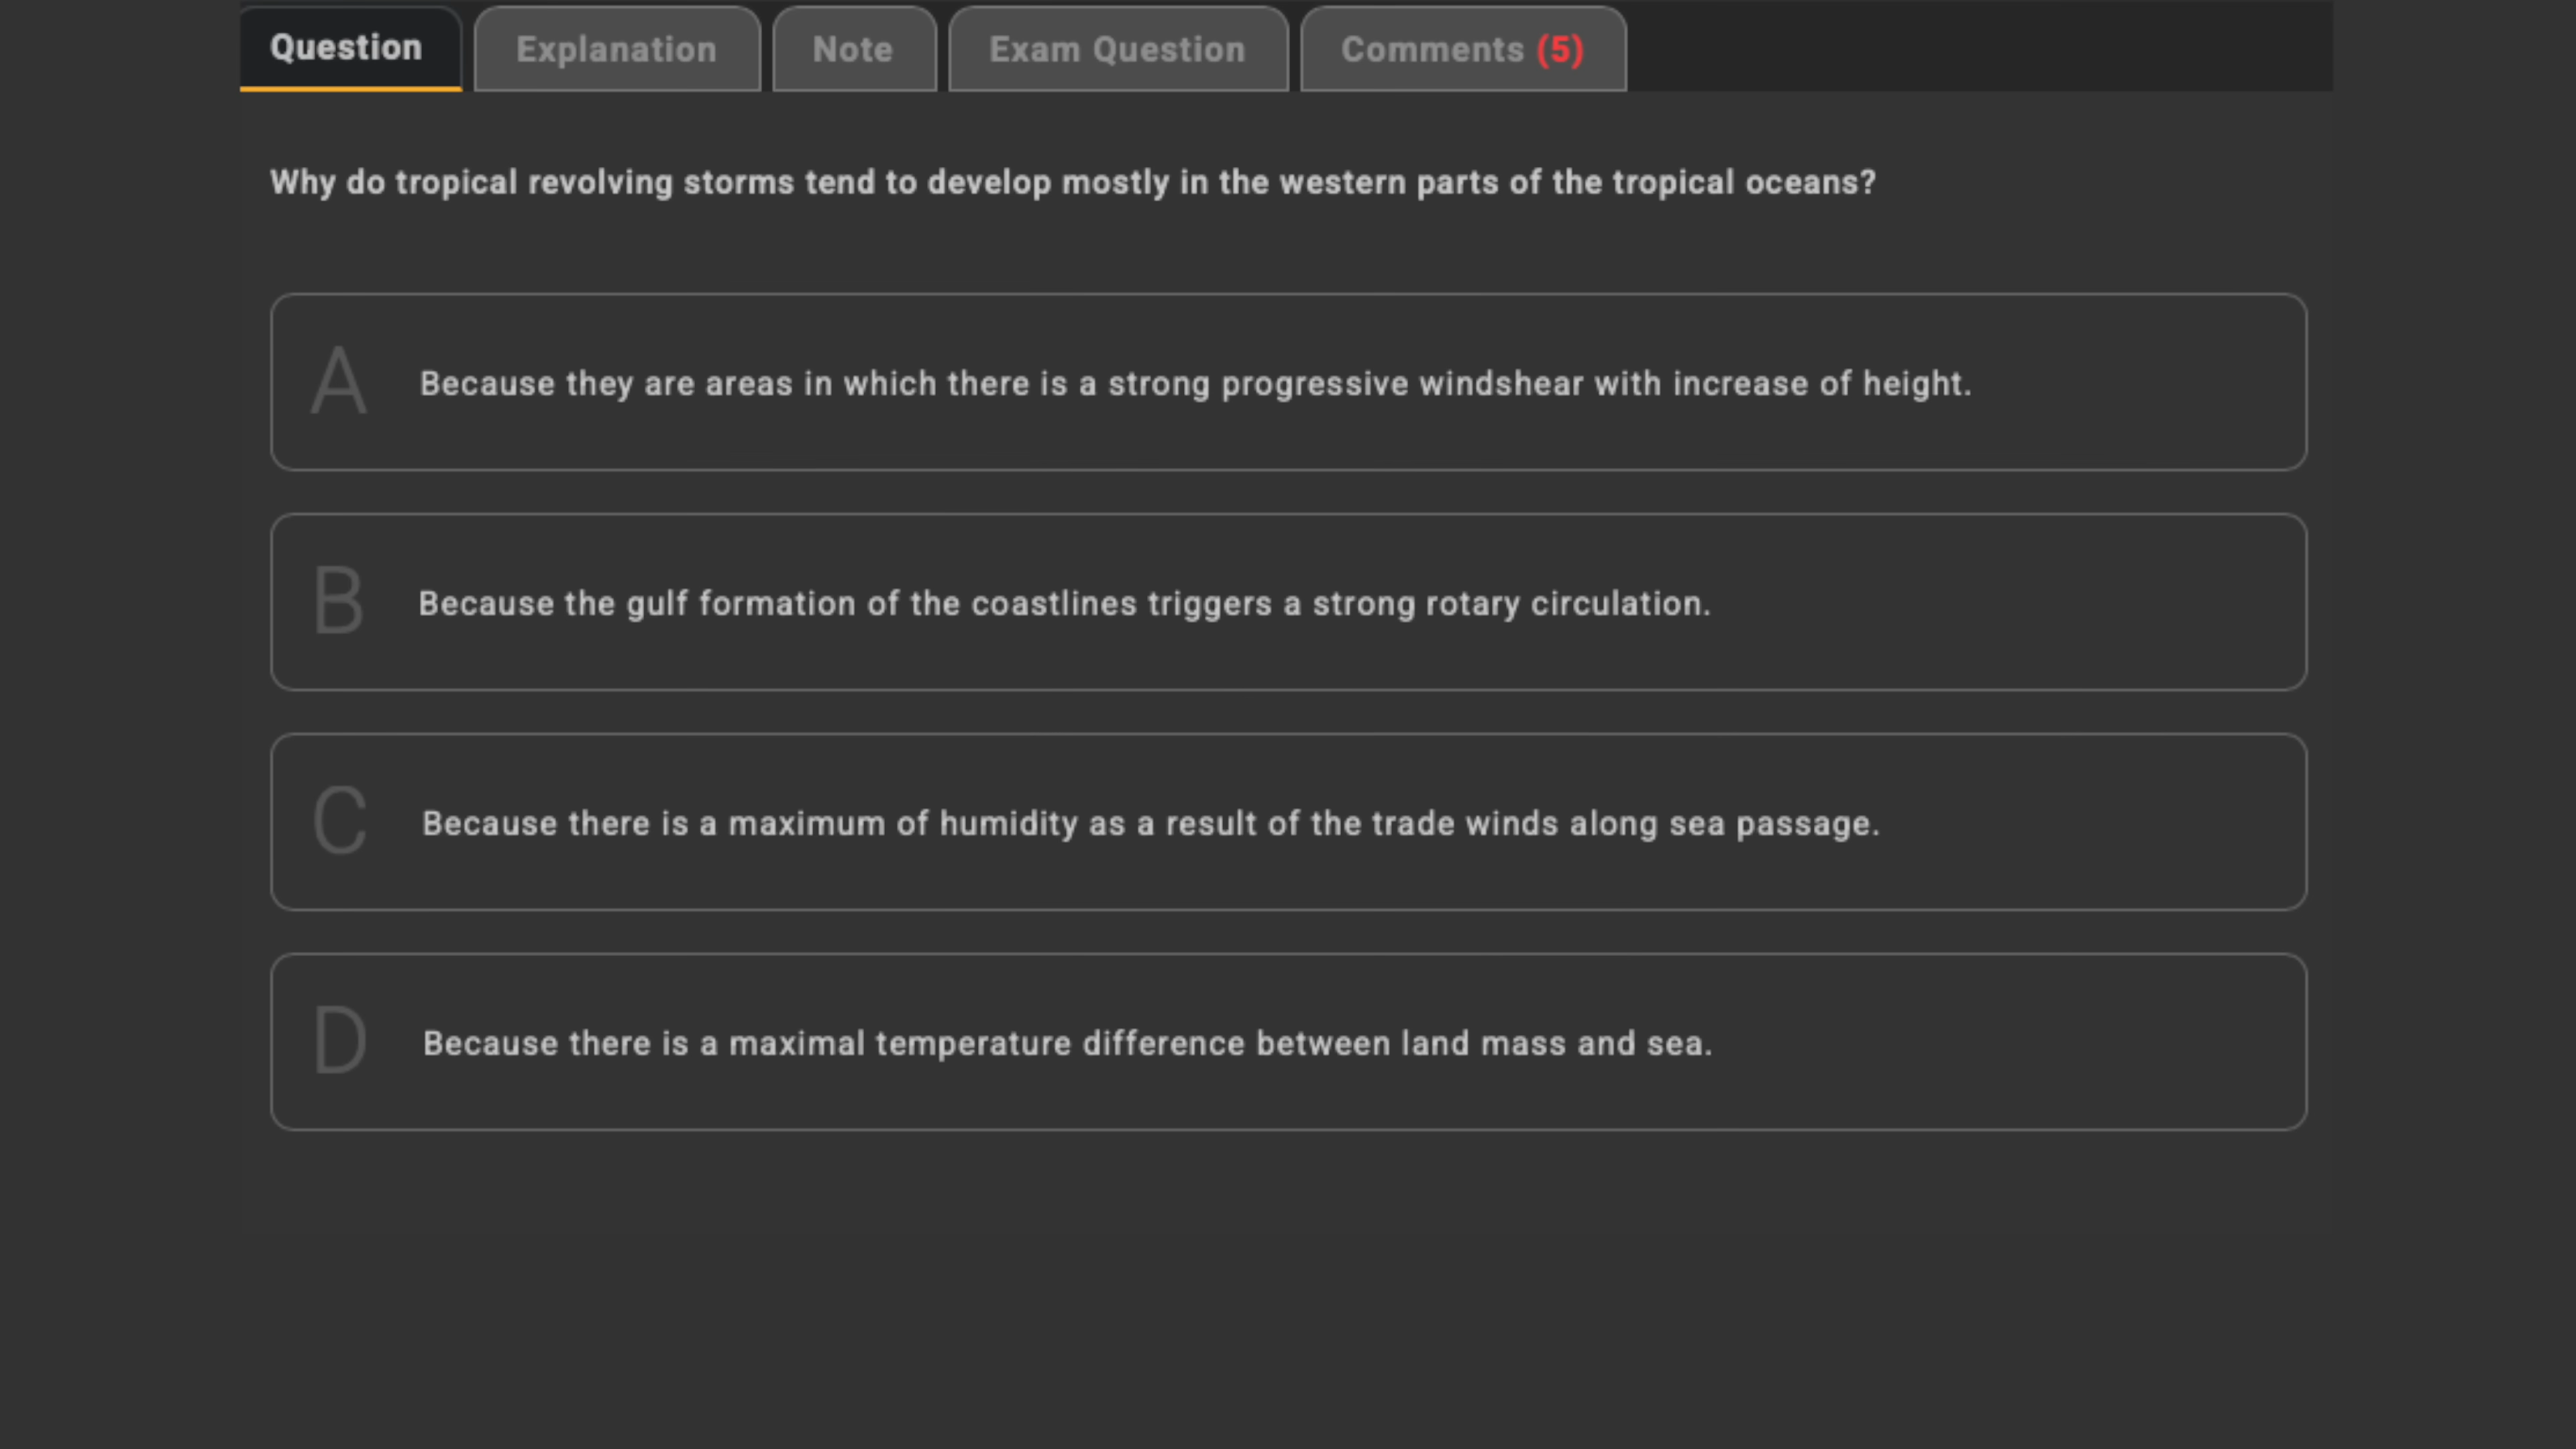 Question Explanation Note Exam Question Comments (5)
Why do tropical revolving storms tend to develop mostly in the western parts of the tropical oceans?
A Because they are areas in which there is a strong progressive windshear with increase of height.
B Because the gulf formation of the coastlines triggers a strong rotary circulation.
C Because there is a maximum of humidity as a result of the trade winds along sea passage.
D Because there is a maximal temperature difference between land mass and sea.